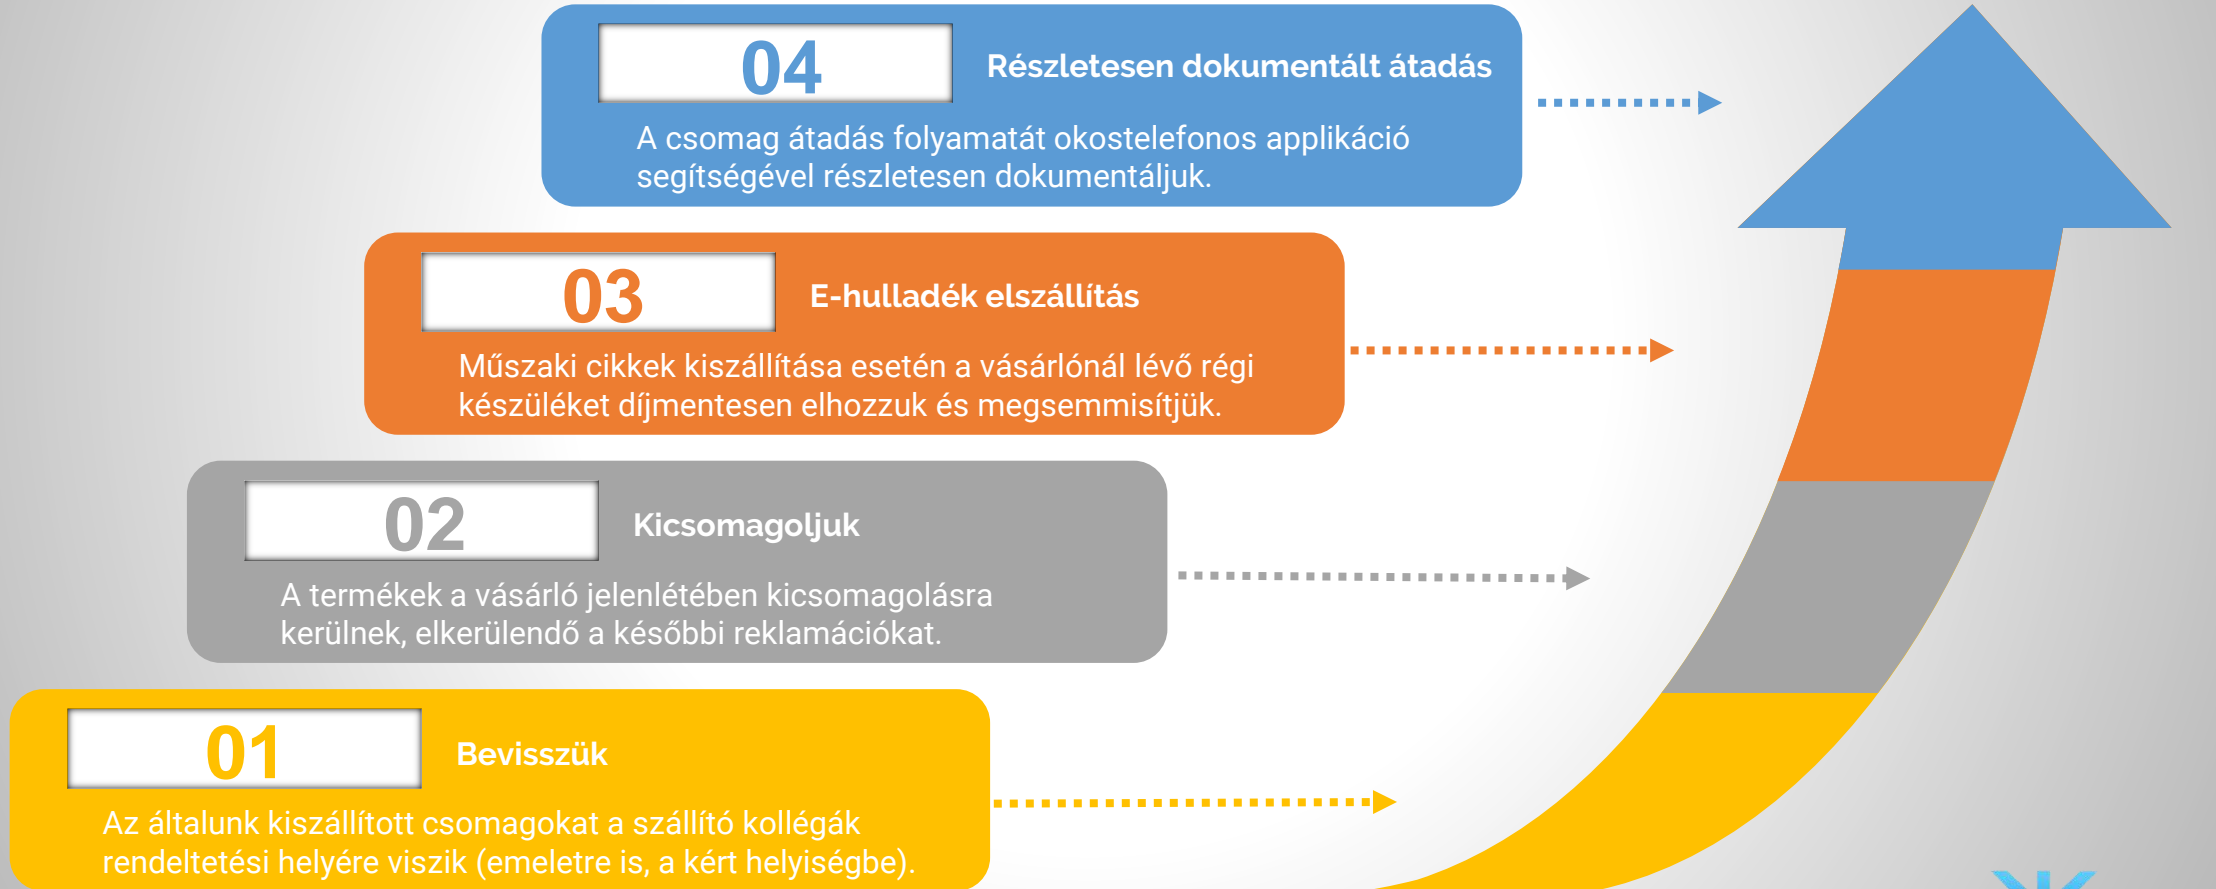 04
Részletesen dokumentált átadás
A csomag átadás folyamatát okostelefonos applikáció
segítségével részletesen dokumentáljuk.
03
E-hulladék elszállítás
Műszaki cikkek kiszállítása esetén a vásárlónál lévő régi
készüléket díjmentesen elhozzuk és megsemmisítjük.
02
Kicsomagoljuk
A termékek a vásárló jelenlétében kicsomagolásra
kerülnek, elkerülendő a későbbi reklamációkat.
01
Bevisszük
Az általunk kiszállított csomagokat a szállító kollégák
rendeltetési helyére viszik (emeletre is, a kért helyiségbe).